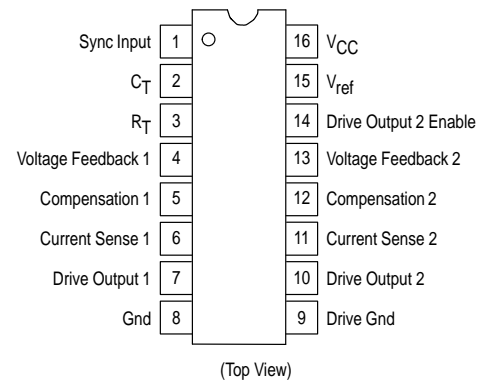 Sync Input 1 16 VCC
CT 2 15 Vref
RT 3 14 Drive Output 2 Enable
Voltage Feedback 1 4 13 Voltage Feedback 2
Compensation 1 5 12 Compensation 2
Current Sense 1 6 11 Current Sense 2
Drive Output 1 7 10 Drive Output 2
Gnd 8 9 Drive Gnd
(Top View)